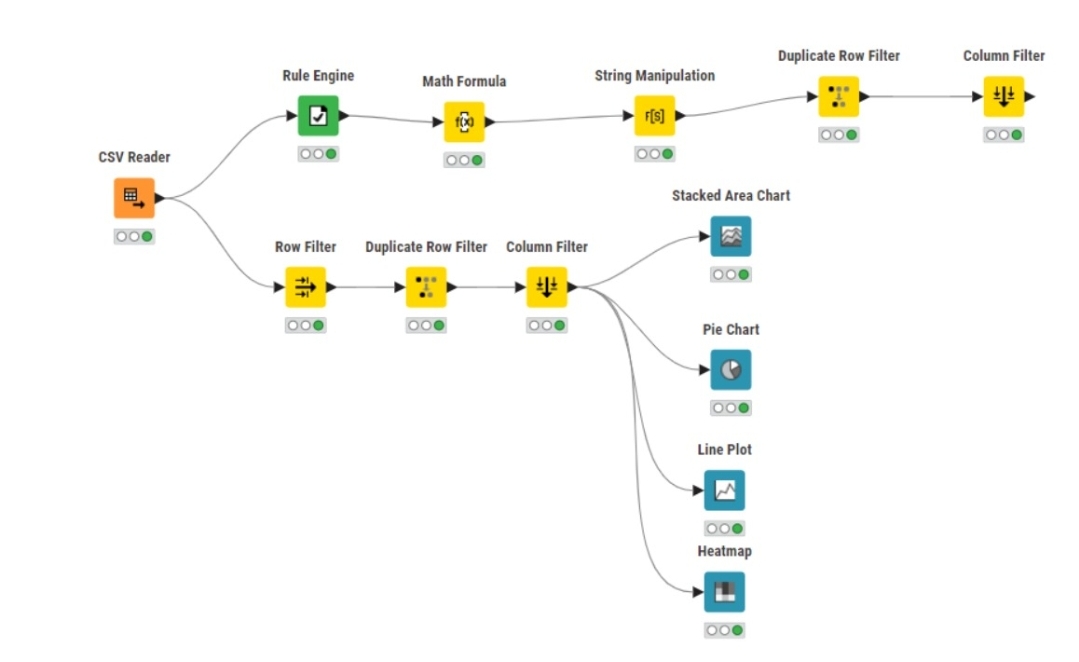 Duplicate Row Filter
Column Filter
Rule Engine
Math Formula
String Manipulation
f(x)
F[S]
CSV Reader
Stacked Area Chart
Row Filter
Duplicate Row Filter
Column Filter
Pie Chart
Line Plot
Heatmap